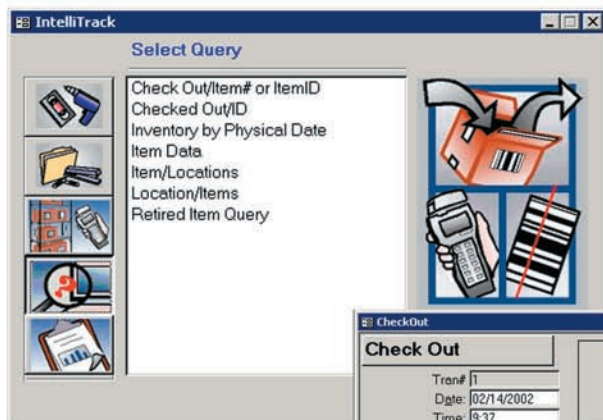 IntelliTrack
Select Query
Check Out/Item# or ItemID
Checked Out/ID
Inventory by Physical Date
Item Data
Item/Locations
Location/Items
Retired Item Query
CheckOut
Check Out
Tran# 1
Date: 02/14/2002
Time: 9:37